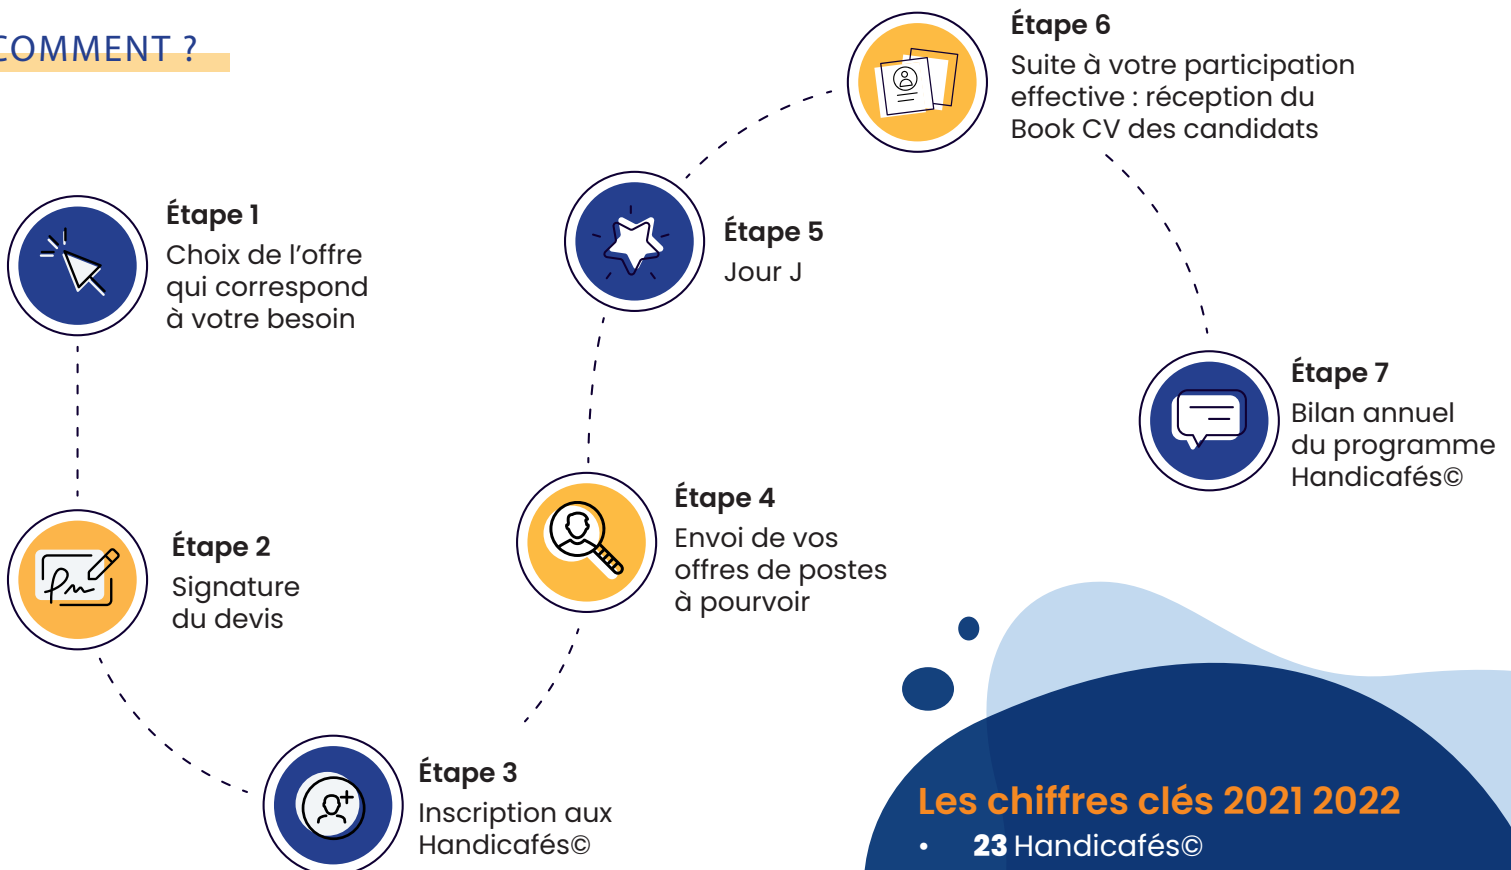 COMMENT ?
Étape 1
Choix de l’offre
qui correspond
à votre besoin
Étape 2
Signature
du devis
Étape 3
Inscription aux
Handicafés©
Étape 4
Envoi de vos
offres de postes
à pourvoir
Étape 5
Jour J
Étape 6
Suite à votre participation
effective : réception du
Book CV des candidats
Étape 7
Bilan annuel
du programme
Handicafés©
Les chiffres clés 2021 2022
• 23 Handicafés©